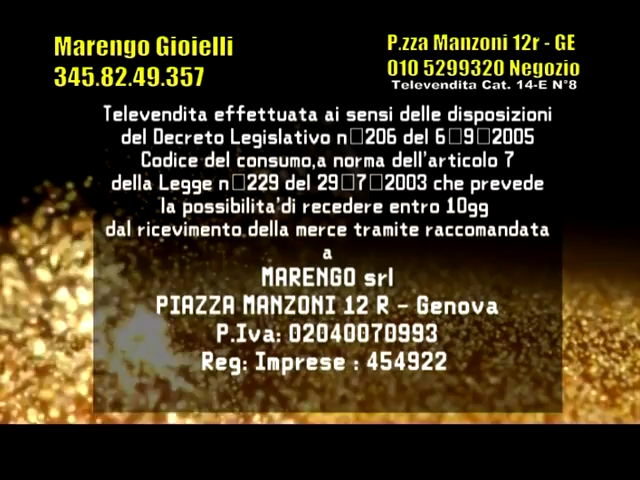 Marengo Gioielli
345.82.49.357
P.zza Manzoni 12r - GE
010 5299320 Negozio
Televendita Cat. 14-E N°8
Televendita effettuata ai sensi delle disposizioni
del Decreto Legislativo n□206 del 6□9□2005
Codice del consumo,a norma dell'articolo 7
della Legge n□229 del 29□7□2003 che prevede
la possibilita'di recedere entro 10gg
dal ricevimento della merce tramite raccomandata
a
MARENGO srl
PIAZZA MANZONI 12 R - Genova
P.Iva: 02040070993
Reg: Imprese : 454922